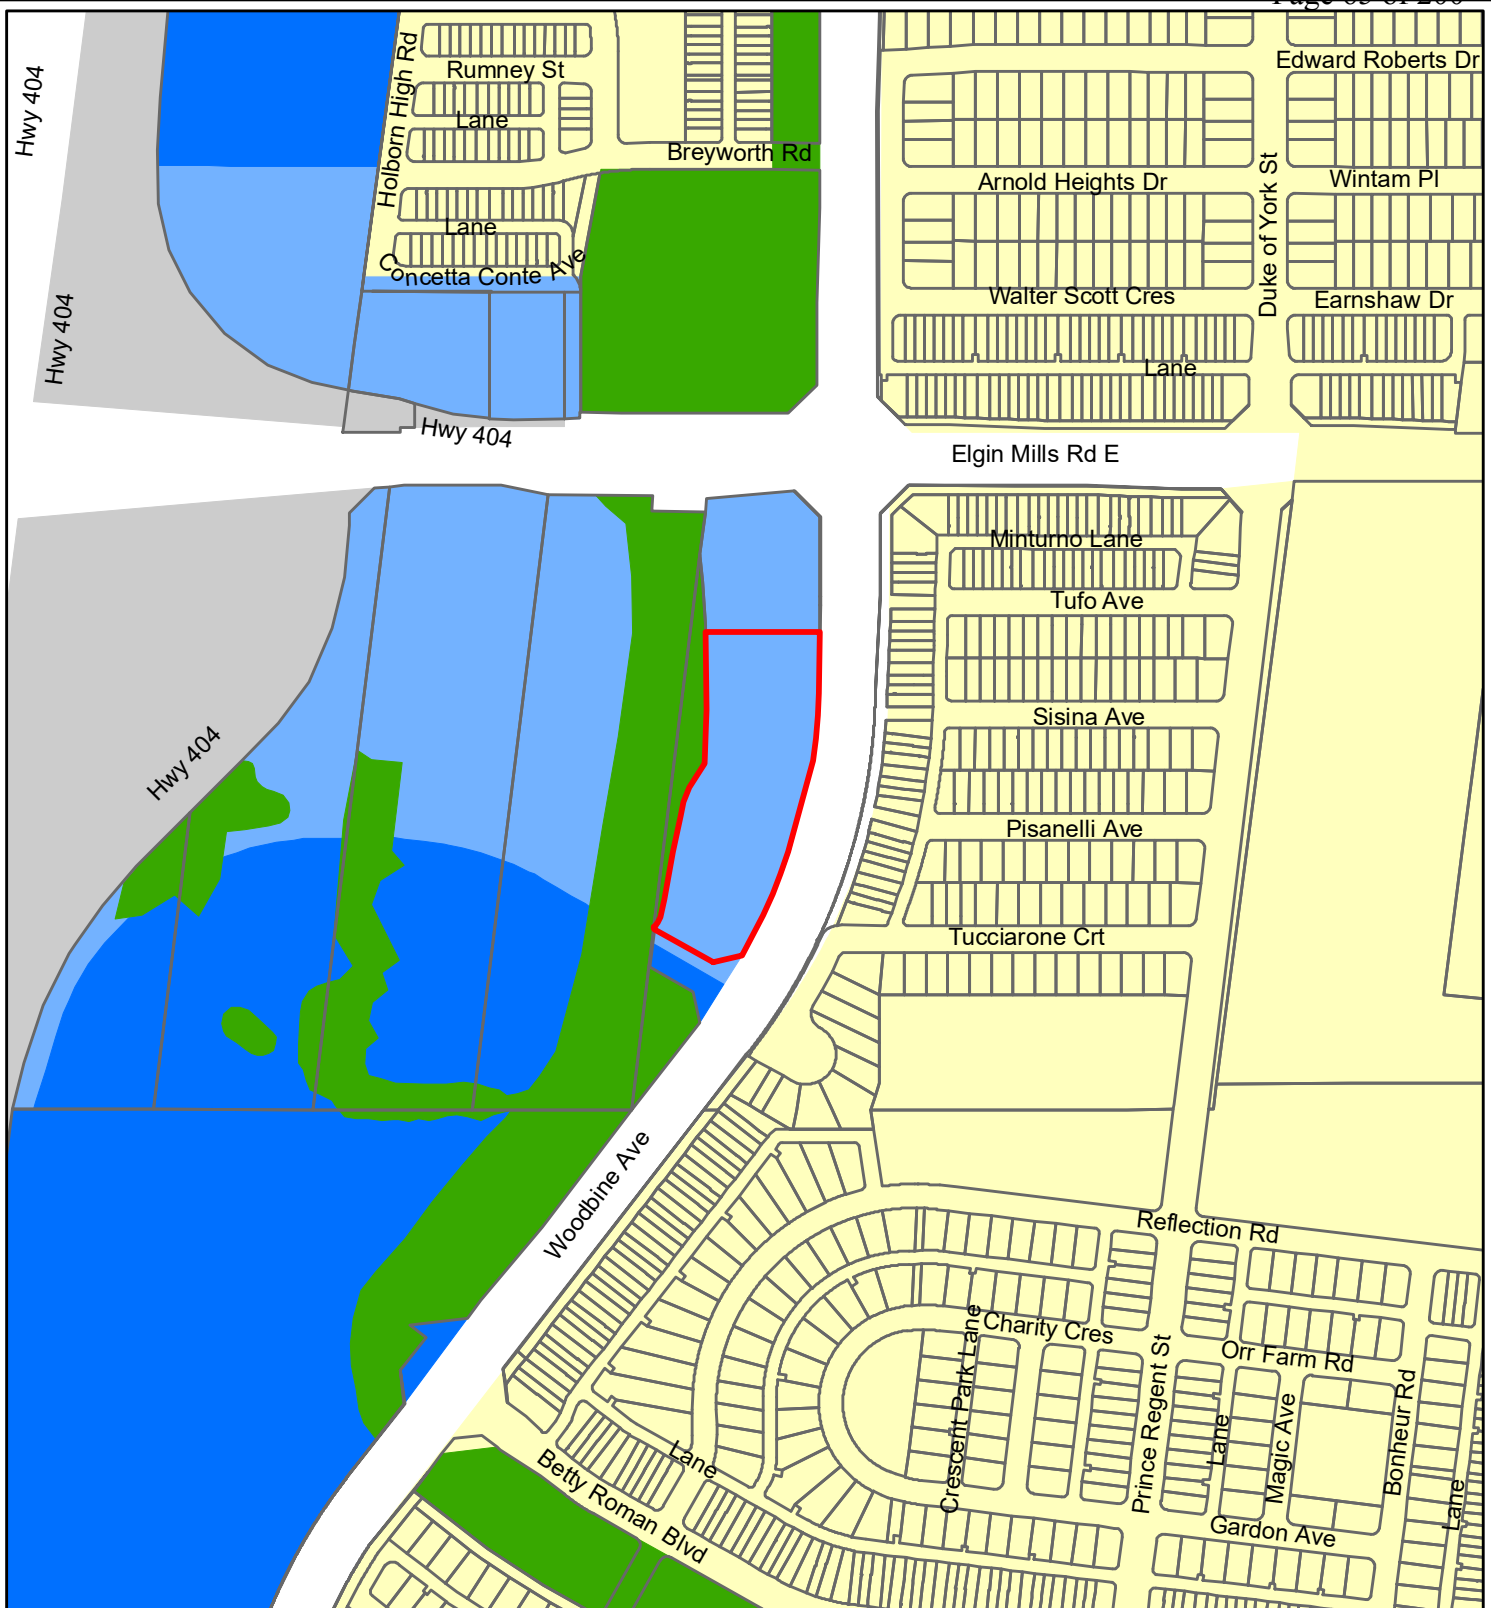 Hwy 404
Holborn High Rd
Rumney St
Lane
Breyworth Rd
Lane
Concetta Conte Ave
Hwy 404
Hwy 404
Edward Roberts Dr
Arnold Heights Dr
Duke of York St
Wintam Pl
Walter Scott Cres
Earnshaw Dr
Lane
Elgin Mills Rd E
Minturno Lane
Tufo Ave
Sisina Ave
Hwy 404
Pisanelli Ave
Tucciarone Crt
Woodbine Ave
Reflection Rd
Charity Cres
Orr Farm Rd
Crescent Park Lane
Prince Regent St
Lane
Magic Ave
Bonheur Rd
Lane
Lane
Betty Roman Blvd
Gardon Ave